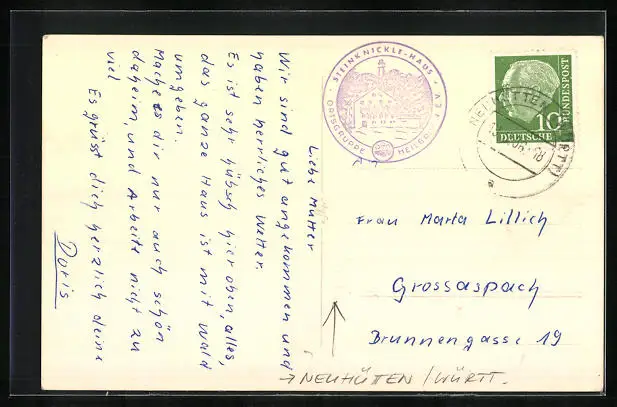 Liebe Mutter
Wir sind gut angekommen und
haben herrliches Wetter.
Es ist sehr hübsch hier oben, alles,
das ganze Haus ist mit Wald
umgeben.
Mache es dir nur auch schön
daheim, und Arbeite nicht zu
viel
Es grüsst dich herzlich deine
Doris
STEINKNICKLE-HAUS
ORTSGRUPPE HEILBR.
10
DEUTSCHE
BUNDESPOST
Frau Marta Lillich
Grossaspach
Brunnengasse 19
→ NEUHÜTTEN / WÜRTT.